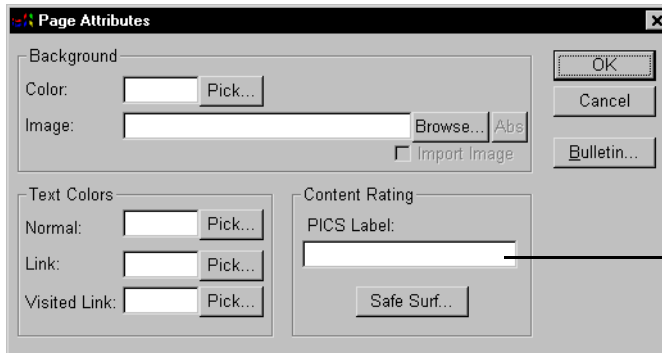 Page Attributes
Background
Color:
Pick...
Image:
Browse...
Abs
Import Image
OK
Cancel
Bulletin...
Text Colors
Normal:
Pick...
Link:
Pick...
Visited Link:
Pick...
Content Rating
PICS Label:
Safe Surf...